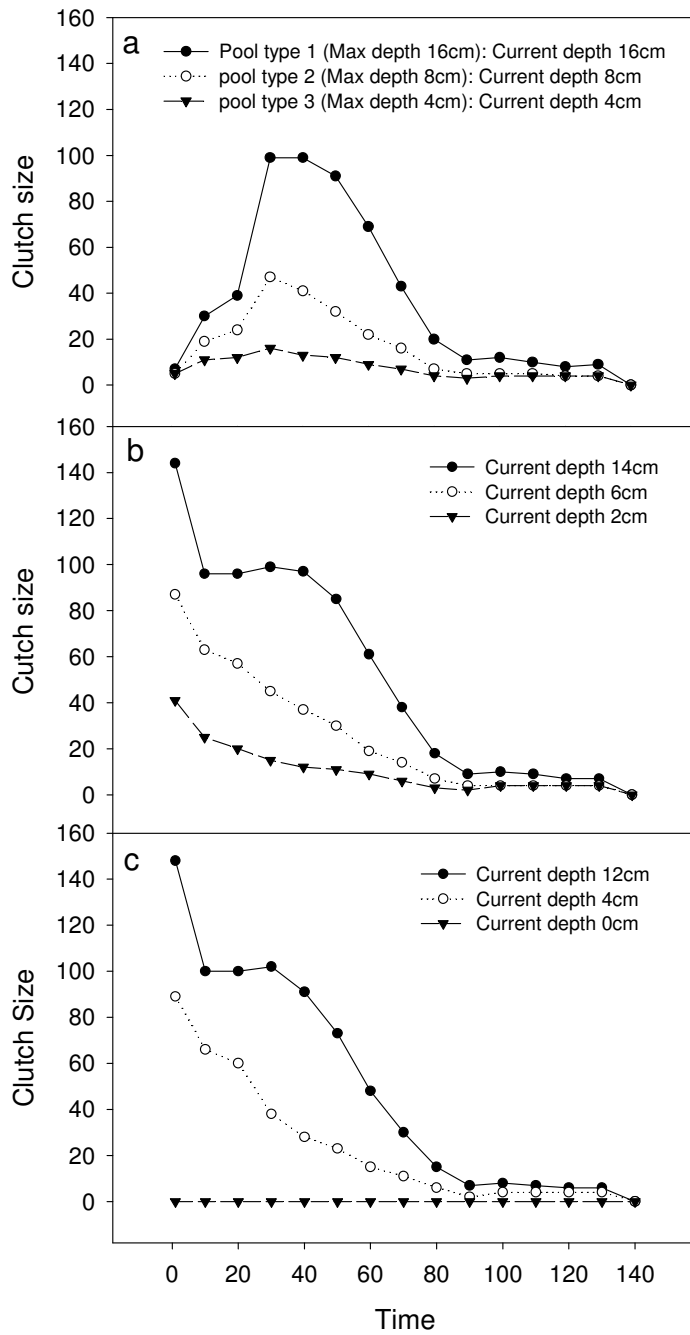 160
a
Pool type 1 (Max depth 16cm): Current depth 16cm
140
pool type 2 (Max depth 8cm): Current depth 8cm
120
pool type 3 (Max depth 4cm): Current depth 4cm
100
80
60
40
20
0
Clutch size
160
b
140
Current depth 14cm
Current depth 6cm
120
Current depth 2cm
100
80
60
40
20
0
Cutch size
160
c
140
Current depth 12cm
Current depth 4cm
120
Current depth 0cm
100
80
60
40
20
0
Clutch Size
0 20 40 60 80 100 120 140
Time